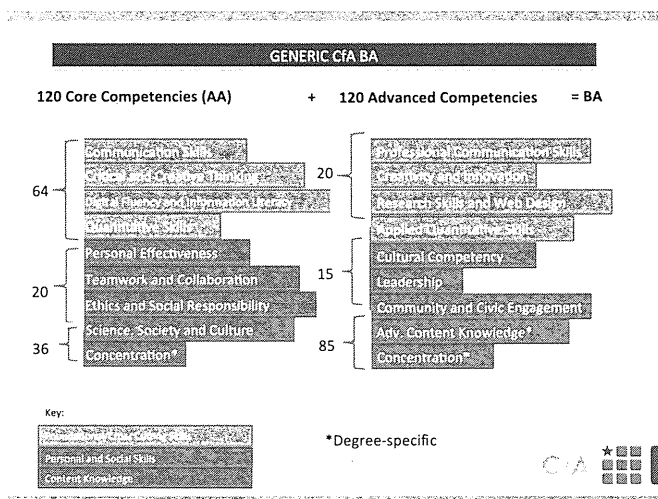 GENERIC CfA BA
120 Core Competencies (AA) + 120 Advanced Competencies = BA
64
Communication Skills
Critical and Creative Thinking
Digital Fluency and Information Literacy
Quantitative Skills
20
Personal Effectiveness
Teamwork and Collaboration
Ethics and Social Responsibility
36
Science, Society and Culture
Concentration*
20
Professional Communication Skills
Creativity and Innovation
Research Skills and Web Design
Applied Quantitative Skills
15
Cultural Competency
Leadership
Community and Civic Engagement
85
Adv. Content Knowledge*
Concentration*
Key:
Personal and Social Skills
Content Knowledge
*Degree-specific
CfA